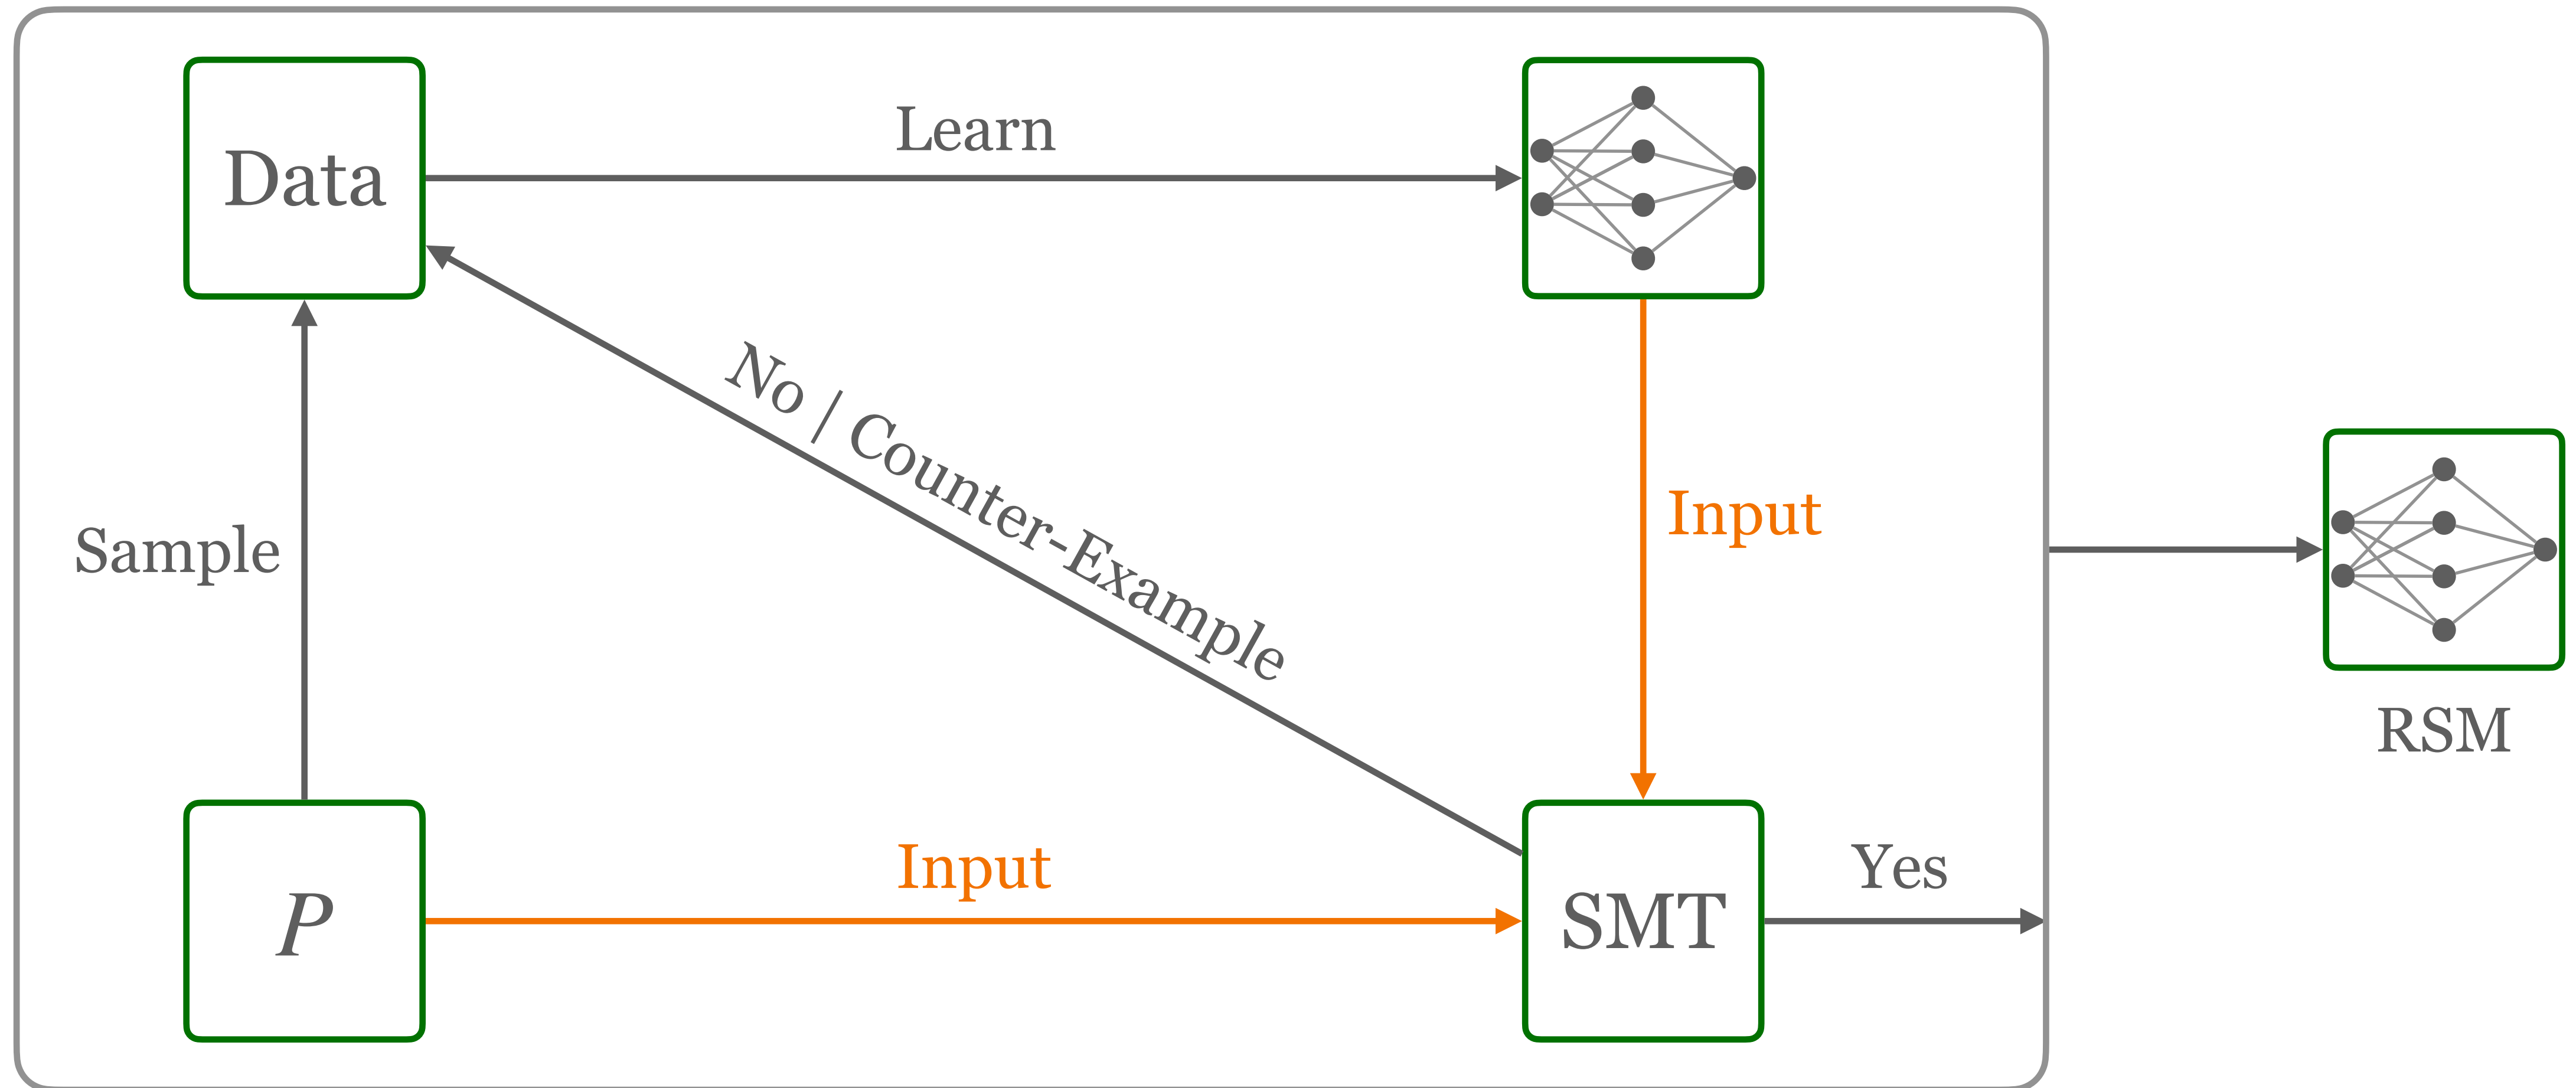 Learn
Data
No | Counter-Example
Input
Sample
RSM
Input
Yes
P
SMT